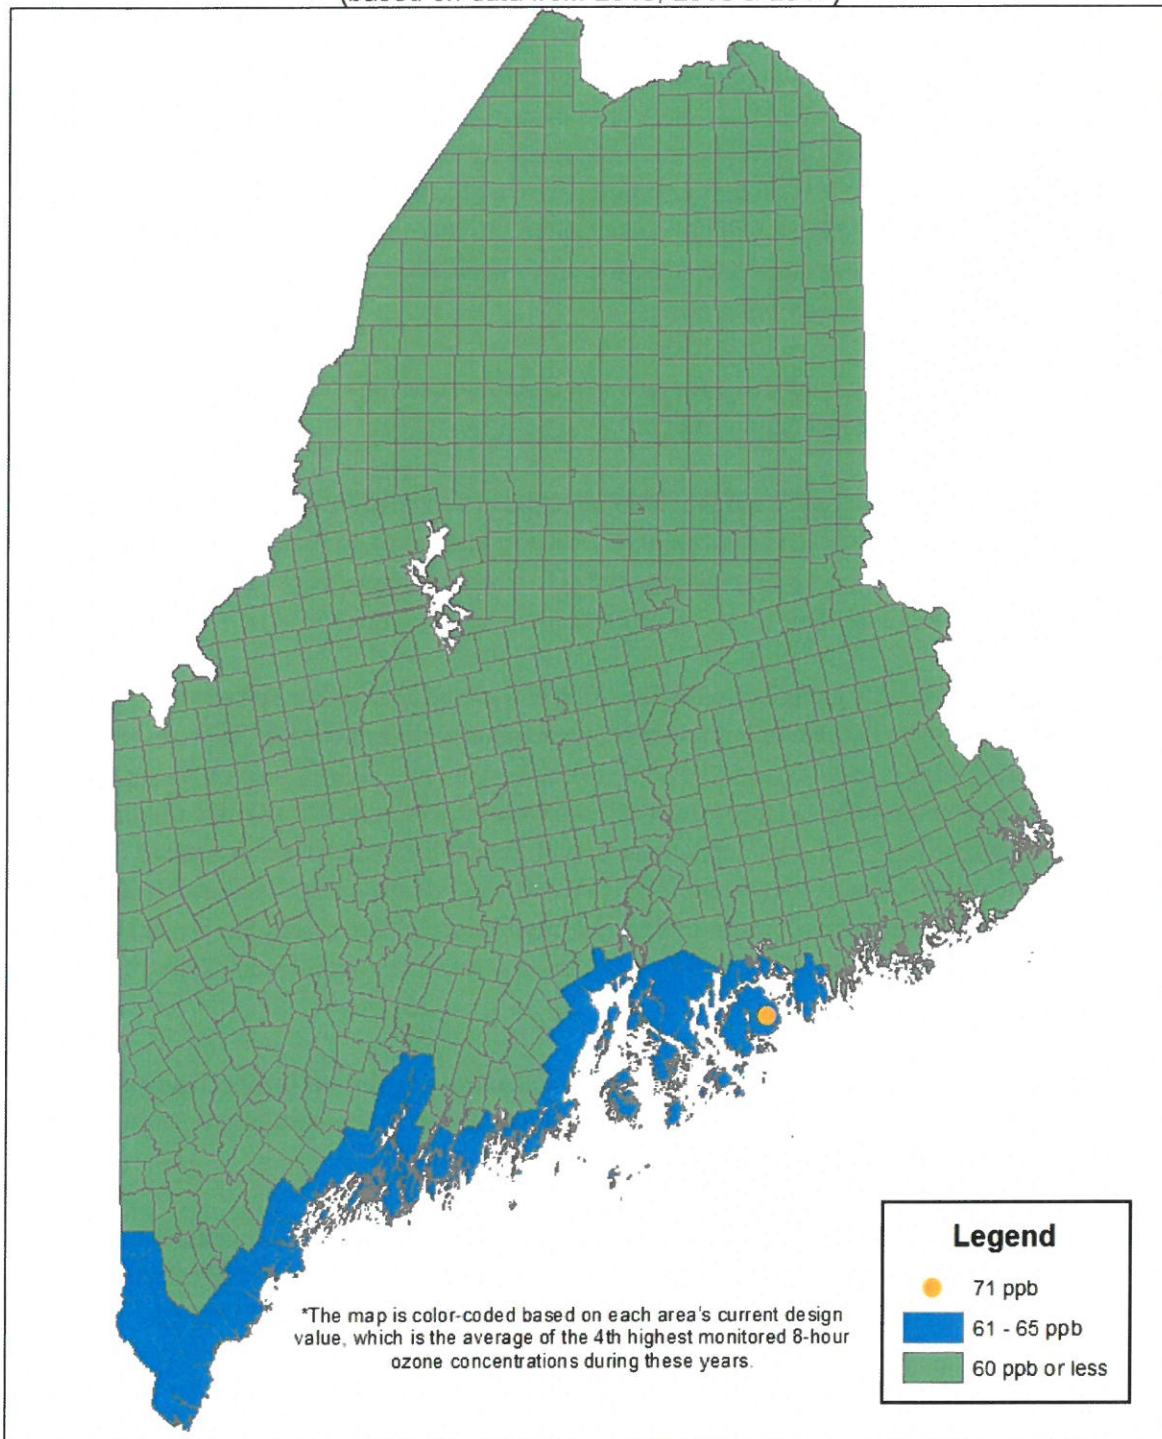 *The map is color-coded based on each area's current design
value, which is the average of the 4th highest monitored 8-hour
ozone concentrations during these years.
Legend
71 ppb
61 - 65 ppb
60 ppb or less